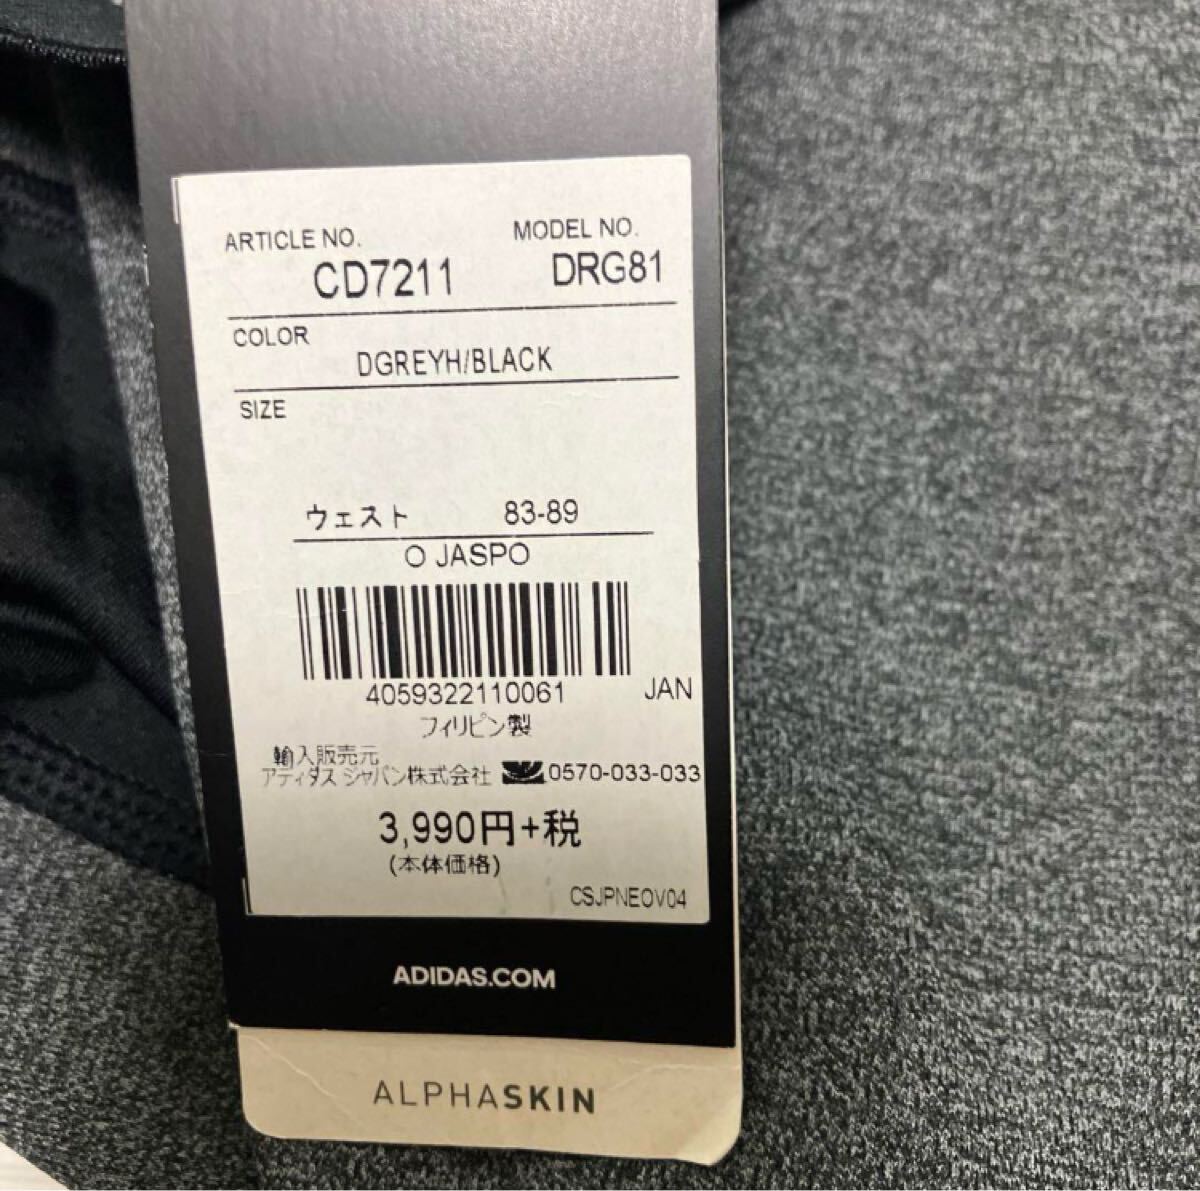 ARTICLE NO. MODEL NO.
CD7211 DRG81
COLOR
DGREYH/BLACK
SIZE
ウェスト 83-89
O JASPO
4059322110061 JAN
フィリピン製
輸入販売元
アディダス ジャパン株式会社 0570-033-033
3,990円+税
(本体価格)
CSJPNEOV04
ADIDAS.COM
ALPHASKIN